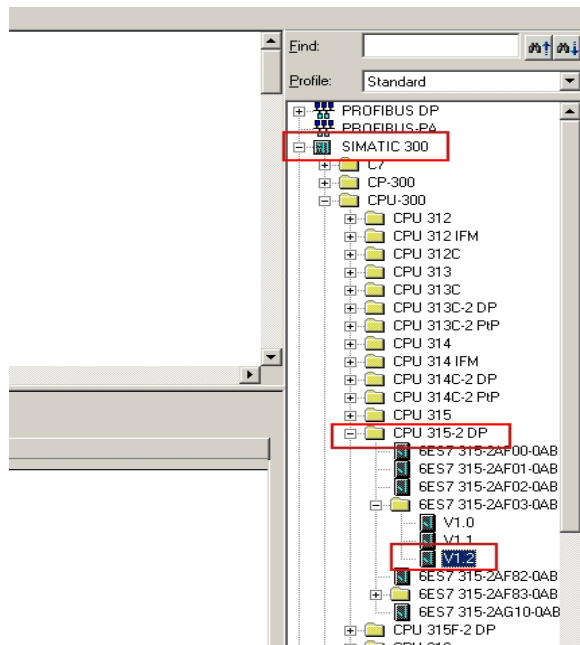 Find:
Profile: Standard
PROFIBUS DP
PROFIBUS-PA
SIMATIC 300
C7
CP-300
CPU-300
CPU 312
CPU 312 IFM
CPU 312C
CPU 313
CPU 313C
CPU 313C-2 DP
CPU 313C-2 PtP
CPU 314
CPU 314 IFM
CPU 314C-2 DP
CPU 314C-2 PtP
CPU 315
CPU 315-2 DP
6ES7 315-2AF00-0AB
6ES7 315-2AF01-0AB
6ES7 315-2AF02-0AB
6ES7 315-2AF03-0AB
V1.0
V1.1
V1.2
6ES7 315-2AF82-0AB
6ES7 315-2AF83-0AB
6ES7 315-2AG10-0AB
CPU 315F-2 DP